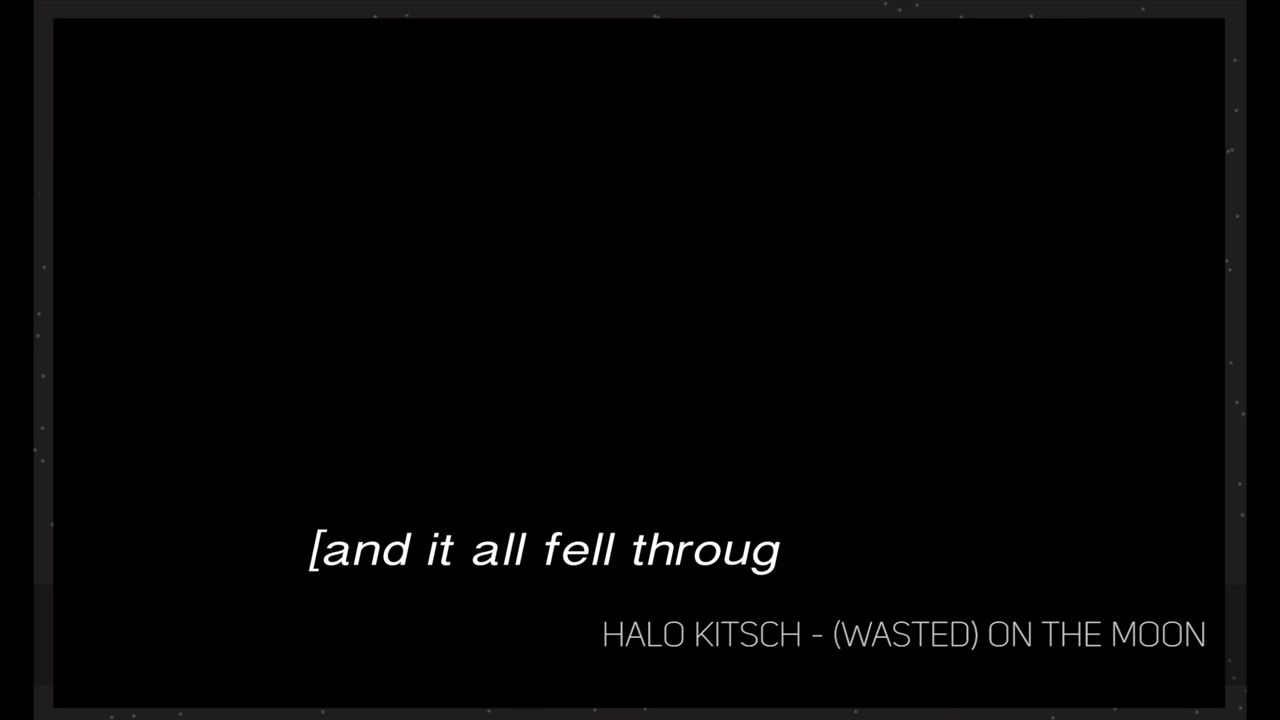 [and it all fell throug
HALO KITSCH - (WASTED) ON THE MOON